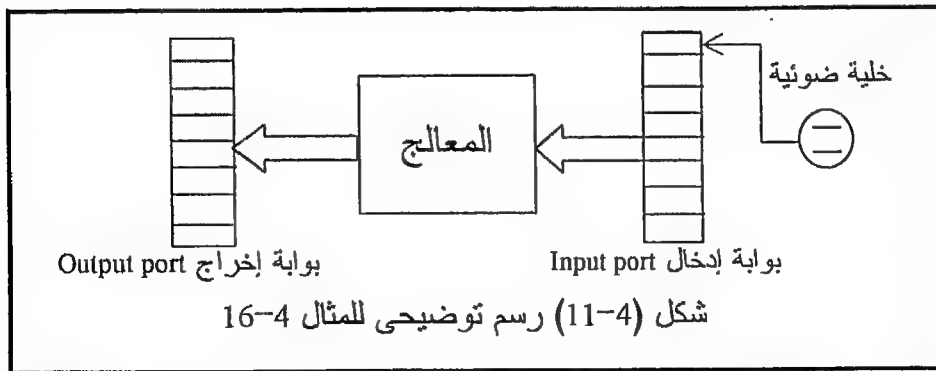 خلية ضوئية
المعالج
بوابة إدخال Input port
بوابة إخراج Output port
شكل (4-11) رسم توضيحى للمثال 4-16